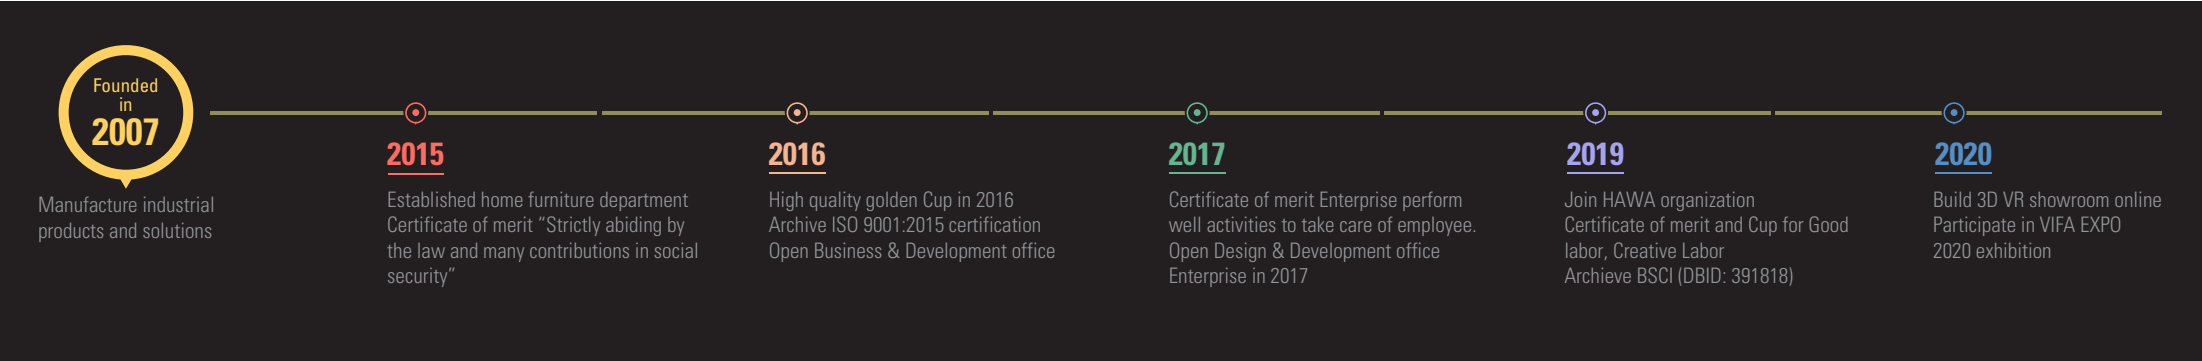 Founded
in
2007
Manufacture industrial
products and solutions
2015
Established home furniture department
Certificate of merit “Strictly abiding by
the law and many contributions in social
security”
2016
High quality golden Cup in 2016
Archive ISO 9001:2015 certification
Open Business & Development office
2017
Certificate of merit Enterprise perform
well activities to take care of employee.
Open Design & Development office
Enterprise in 2017
2019
Join HAWA organization
Certificate of merit and Cup for Good
labor, Creative Labor
Archieve BSCI (DBID: 391818)
2020
Build 3D VR showroom online
Participate in VIFA EXPO
2020 exhibition